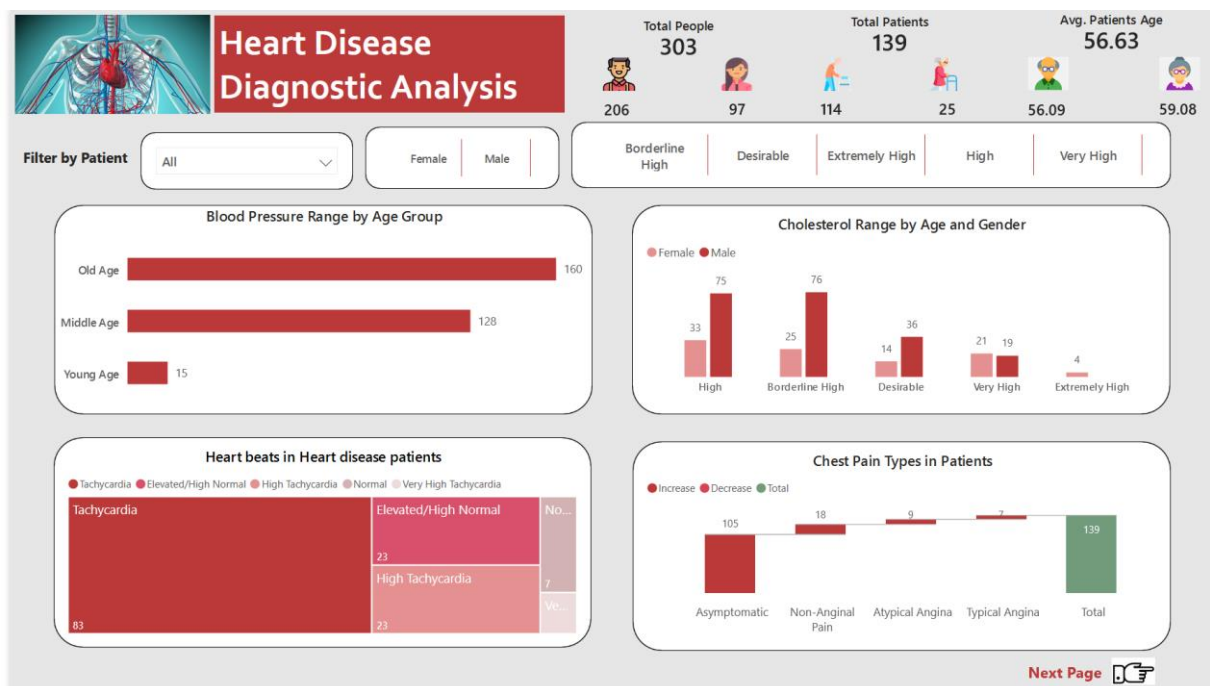 Heart Disease
Diagnostic Analysis
Total People
303
206
97
Total Patients
139
114
25
Avg. Patients Age
56.63
56.09
59.08
Filter by Patient
All
Female
Male
Borderline
High
Desirable
Extremely High
High
Very High
Blood Pressure Range by Age Group
Old Age
160
Middle Age
128
Young Age
15
Cholesterol Range by Age and Gender
Female Male
33
75
25
76
14
36
21
19
4
High
Borderline High
Desirable
Very High
Extremely High
Heart beats in Heart disease patients
Tachycardia Elevated/High Normal High Tachycardia Normal Very High Tachycardia
Tachycardia
83
Elevated/High Normal
23
High Tachycardia
23
No...
7
Ve...
Chest Pain Types in Patients
Increase Decrease Total
105
18
9
7
139
Asymptomatic
Non-Anginal
Pain
Atypical Angina
Typical Angina
Total
Next Page